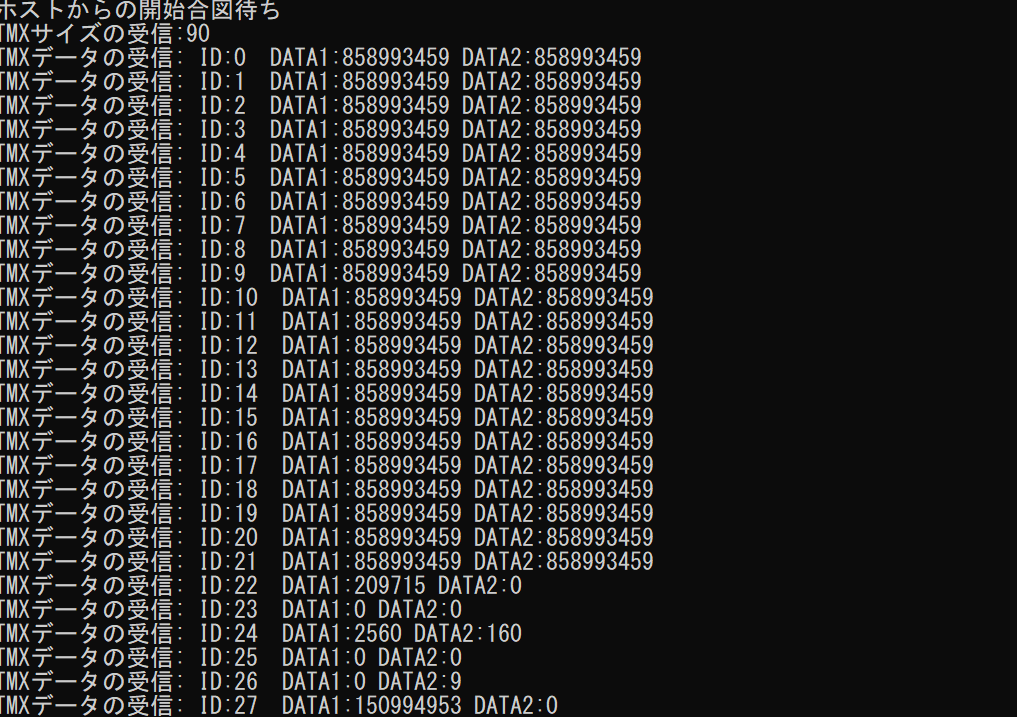 ホストからの開始合図待ち
TMXサイズの受信:90
TMXデータの受信: ID:0  DATA1:858993459 DATA2:858993459
TMXデータの受信: ID:1  DATA1:858993459 DATA2:858993459
TMXデータの受信: ID:2  DATA1:858993459 DATA2:858993459
TMXデータの受信: ID:3  DATA1:858993459 DATA2:858993459
TMXデータの受信: ID:4  DATA1:858993459 DATA2:858993459
TMXデータの受信: ID:5  DATA1:858993459 DATA2:858993459
TMXデータの受信: ID:6  DATA1:858993459 DATA2:858993459
TMXデータの受信: ID:7  DATA1:858993459 DATA2:858993459
TMXデータの受信: ID:8  DATA1:858993459 DATA2:858993459
TMXデータの受信: ID:9  DATA1:858993459 DATA2:858993459
TMXデータの受信: ID:10  DATA1:858993459 DATA2:858993459
TMXデータの受信: ID:11  DATA1:858993459 DATA2:858993459
TMXデータの受信: ID:12  DATA1:858993459 DATA2:858993459
TMXデータの受信: ID:13  DATA1:858993459 DATA2:858993459
TMXデータの受信: ID:14  DATA1:858993459 DATA2:858993459
TMXデータの受信: ID:15  DATA1:858993459 DATA2:858993459
TMXデータの受信: ID:16  DATA1:858993459 DATA2:858993459
TMXデータの受信: ID:17  DATA1:858993459 DATA2:858993459
TMXデータの受信: ID:18  DATA1:858993459 DATA2:858993459
TMXデータの受信: ID:19  DATA1:858993459 DATA2:858993459
TMXデータの受信: ID:20  DATA1:858993459 DATA2:858993459
TMXデータの受信: ID:21  DATA1:858993459 DATA2:858993459
TMXデータの受信: ID:22  DATA1:209715 DATA2:0
TMXデータの受信: ID:23  DATA1:0 DATA2:0
TMXデータの受信: ID:24  DATA1:2560 DATA2:160
TMXデータの受信: ID:25  DATA1:0 DATA2:0
TMXデータの受信: ID:26  DATA1:0 DATA2:9
TMXデータの受信: ID:27  DATA1:150994953 DATA2:0